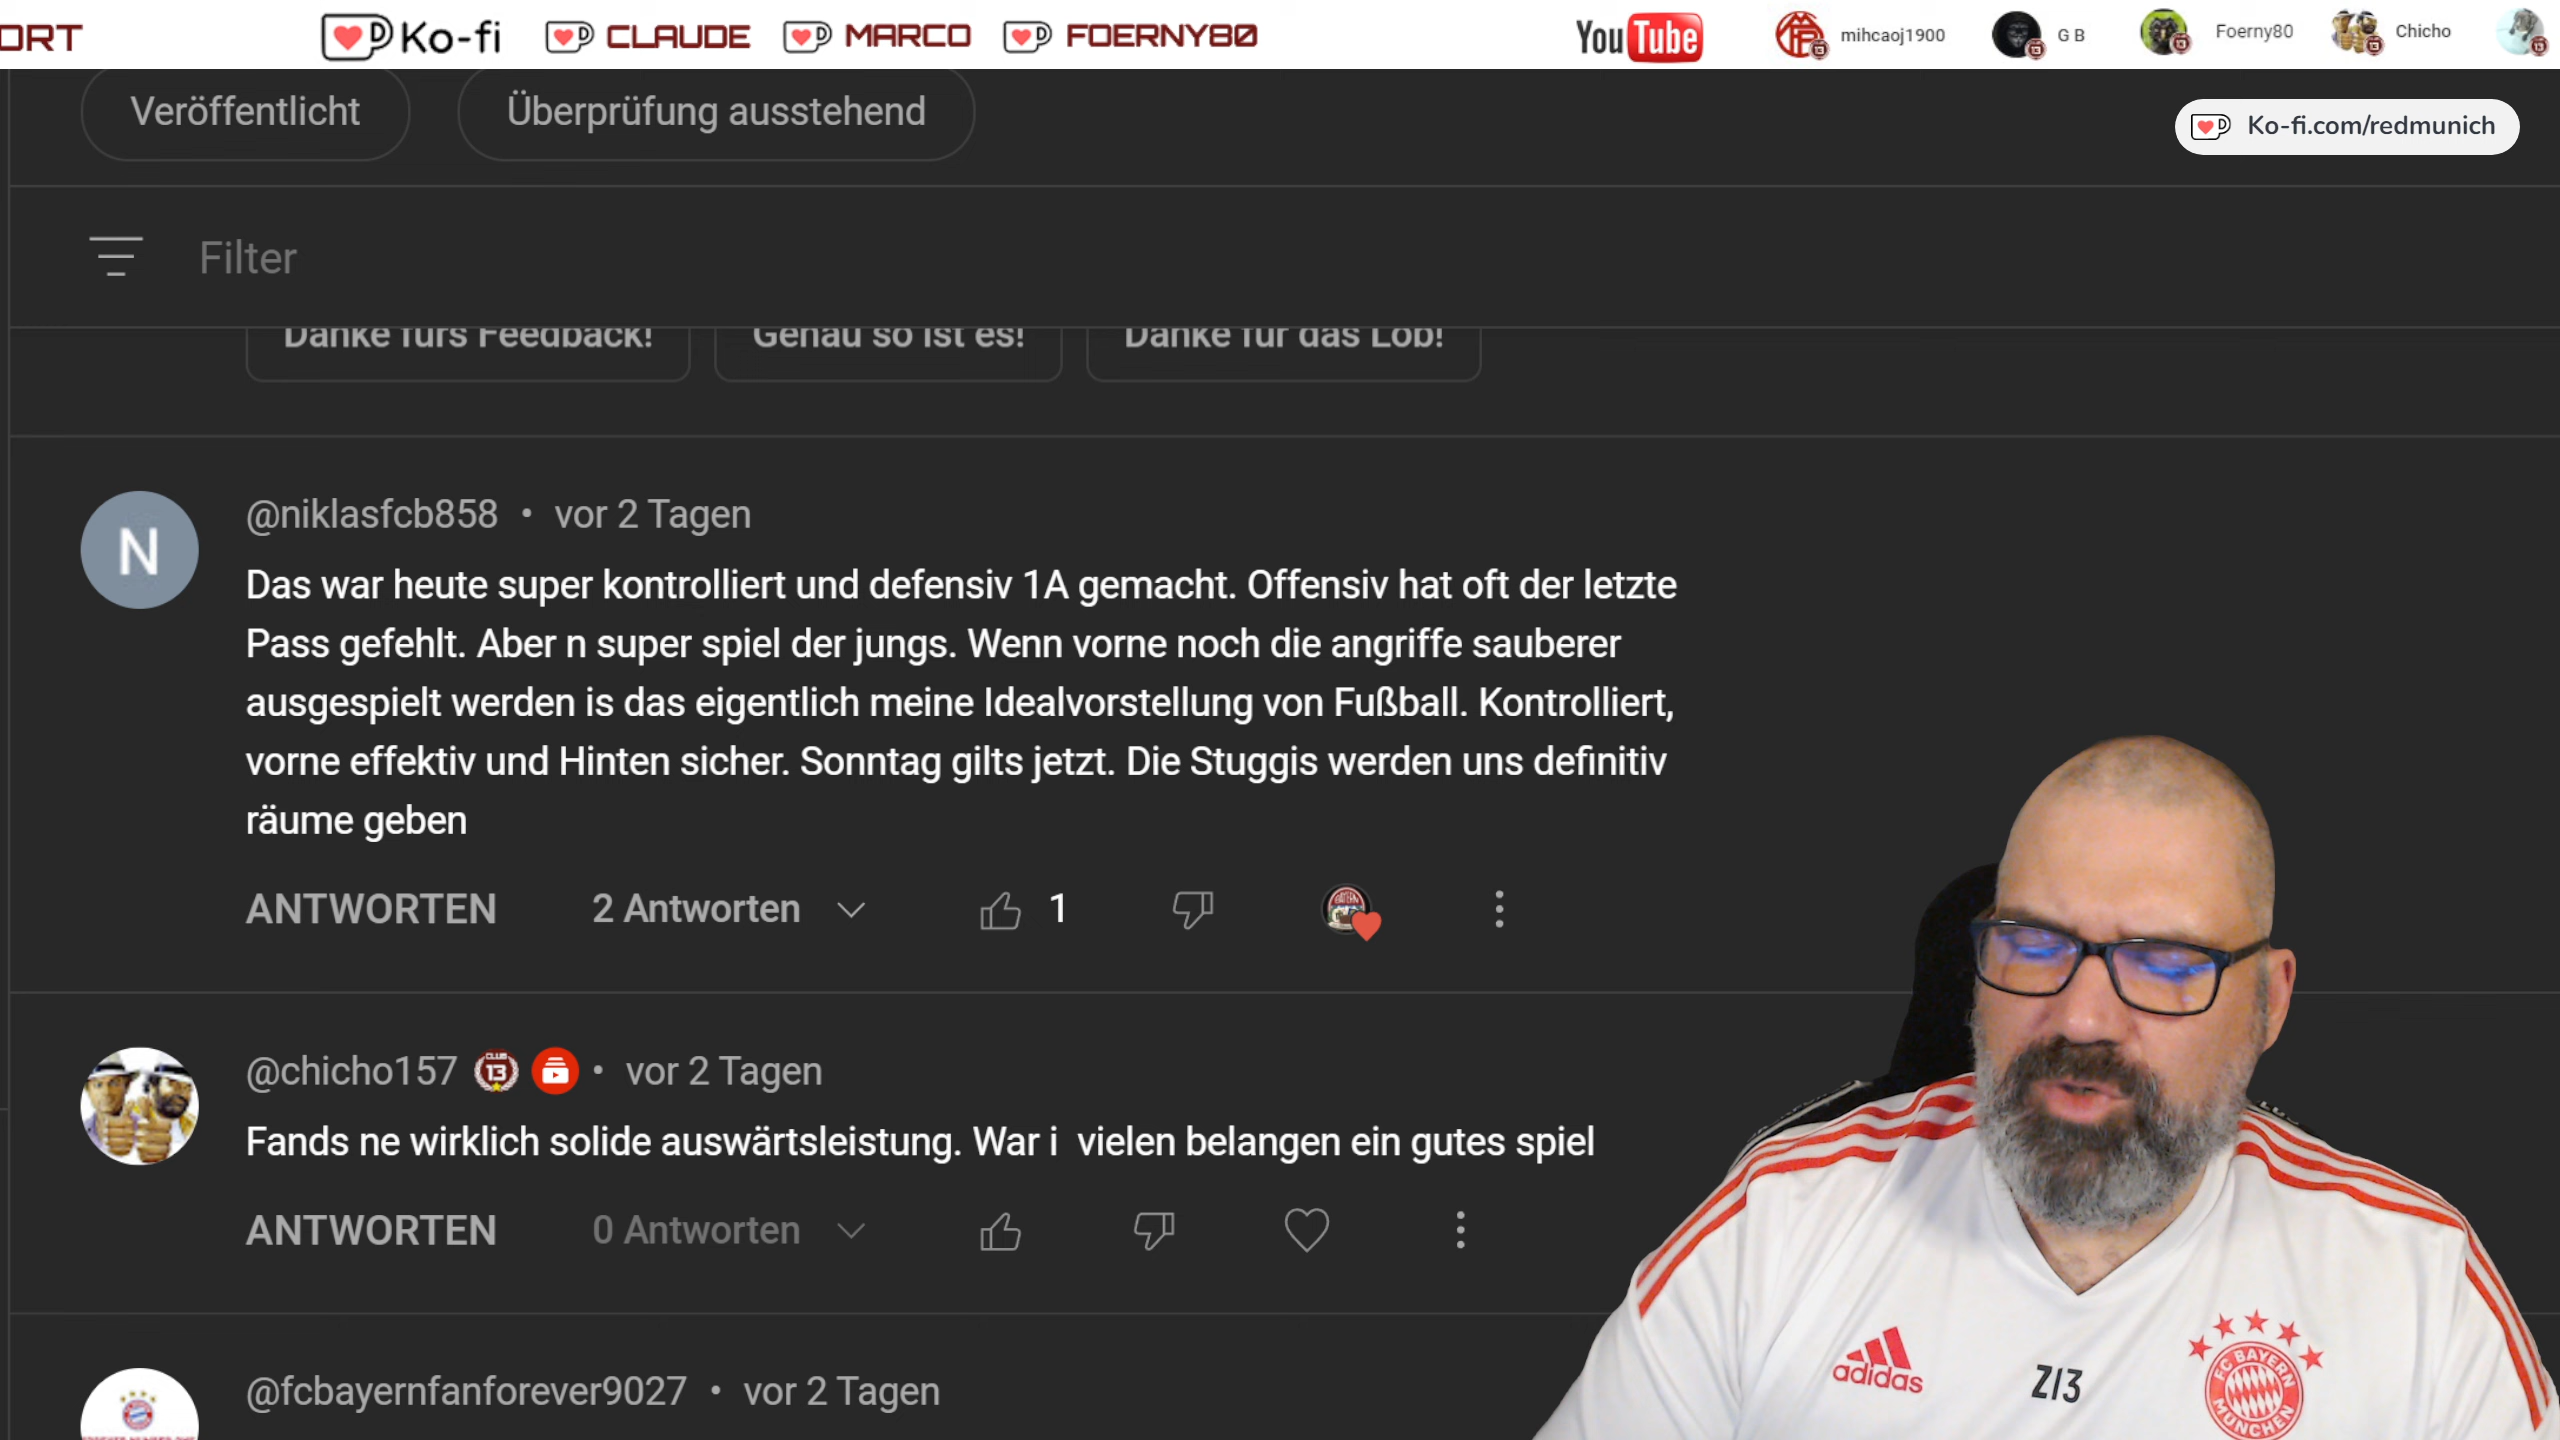 ORT
Ko-fi
CLAUDE
MARCO
FOERNY80
YouTube
mihcaoj1900
G B
Foerny80
Chicho
Veröffentlicht
Überprüfung ausstehend
Ko-fi.com/redmunich
Filter
Danke fürs Feedback!
Genau so ist es!
Danke für das Lob!
N
@niklasfcb858 • vor 2 Tagen
Das war heute super kontrolliert und defensiv 1A gemacht. Offensiv hat oft der letzte
Pass gefehlt. Aber n super spiel der jungs. Wenn vorne noch die angriffe sauberer
ausgespielt werden is das eigentlich meine Idealvorstellung von Fußball. Kontrolliert,
vorne effektiv und Hinten sicher. Sonntag gilts jetzt. Die Stuggis werden uns definitiv
räume geben
ANTWORTEN
2 Antworten
1
@chicho157 CLUB 13 • vor 2 Tagen
Fands ne wirklich solide auswärtsleistung. War i  vielen belangen ein gutes spiel
ANTWORTEN
0 Antworten
@fcbayernfanforever9027 • vor 2 Tagen
adidas
Z/3
FC BAYERN
MÜNCHEN